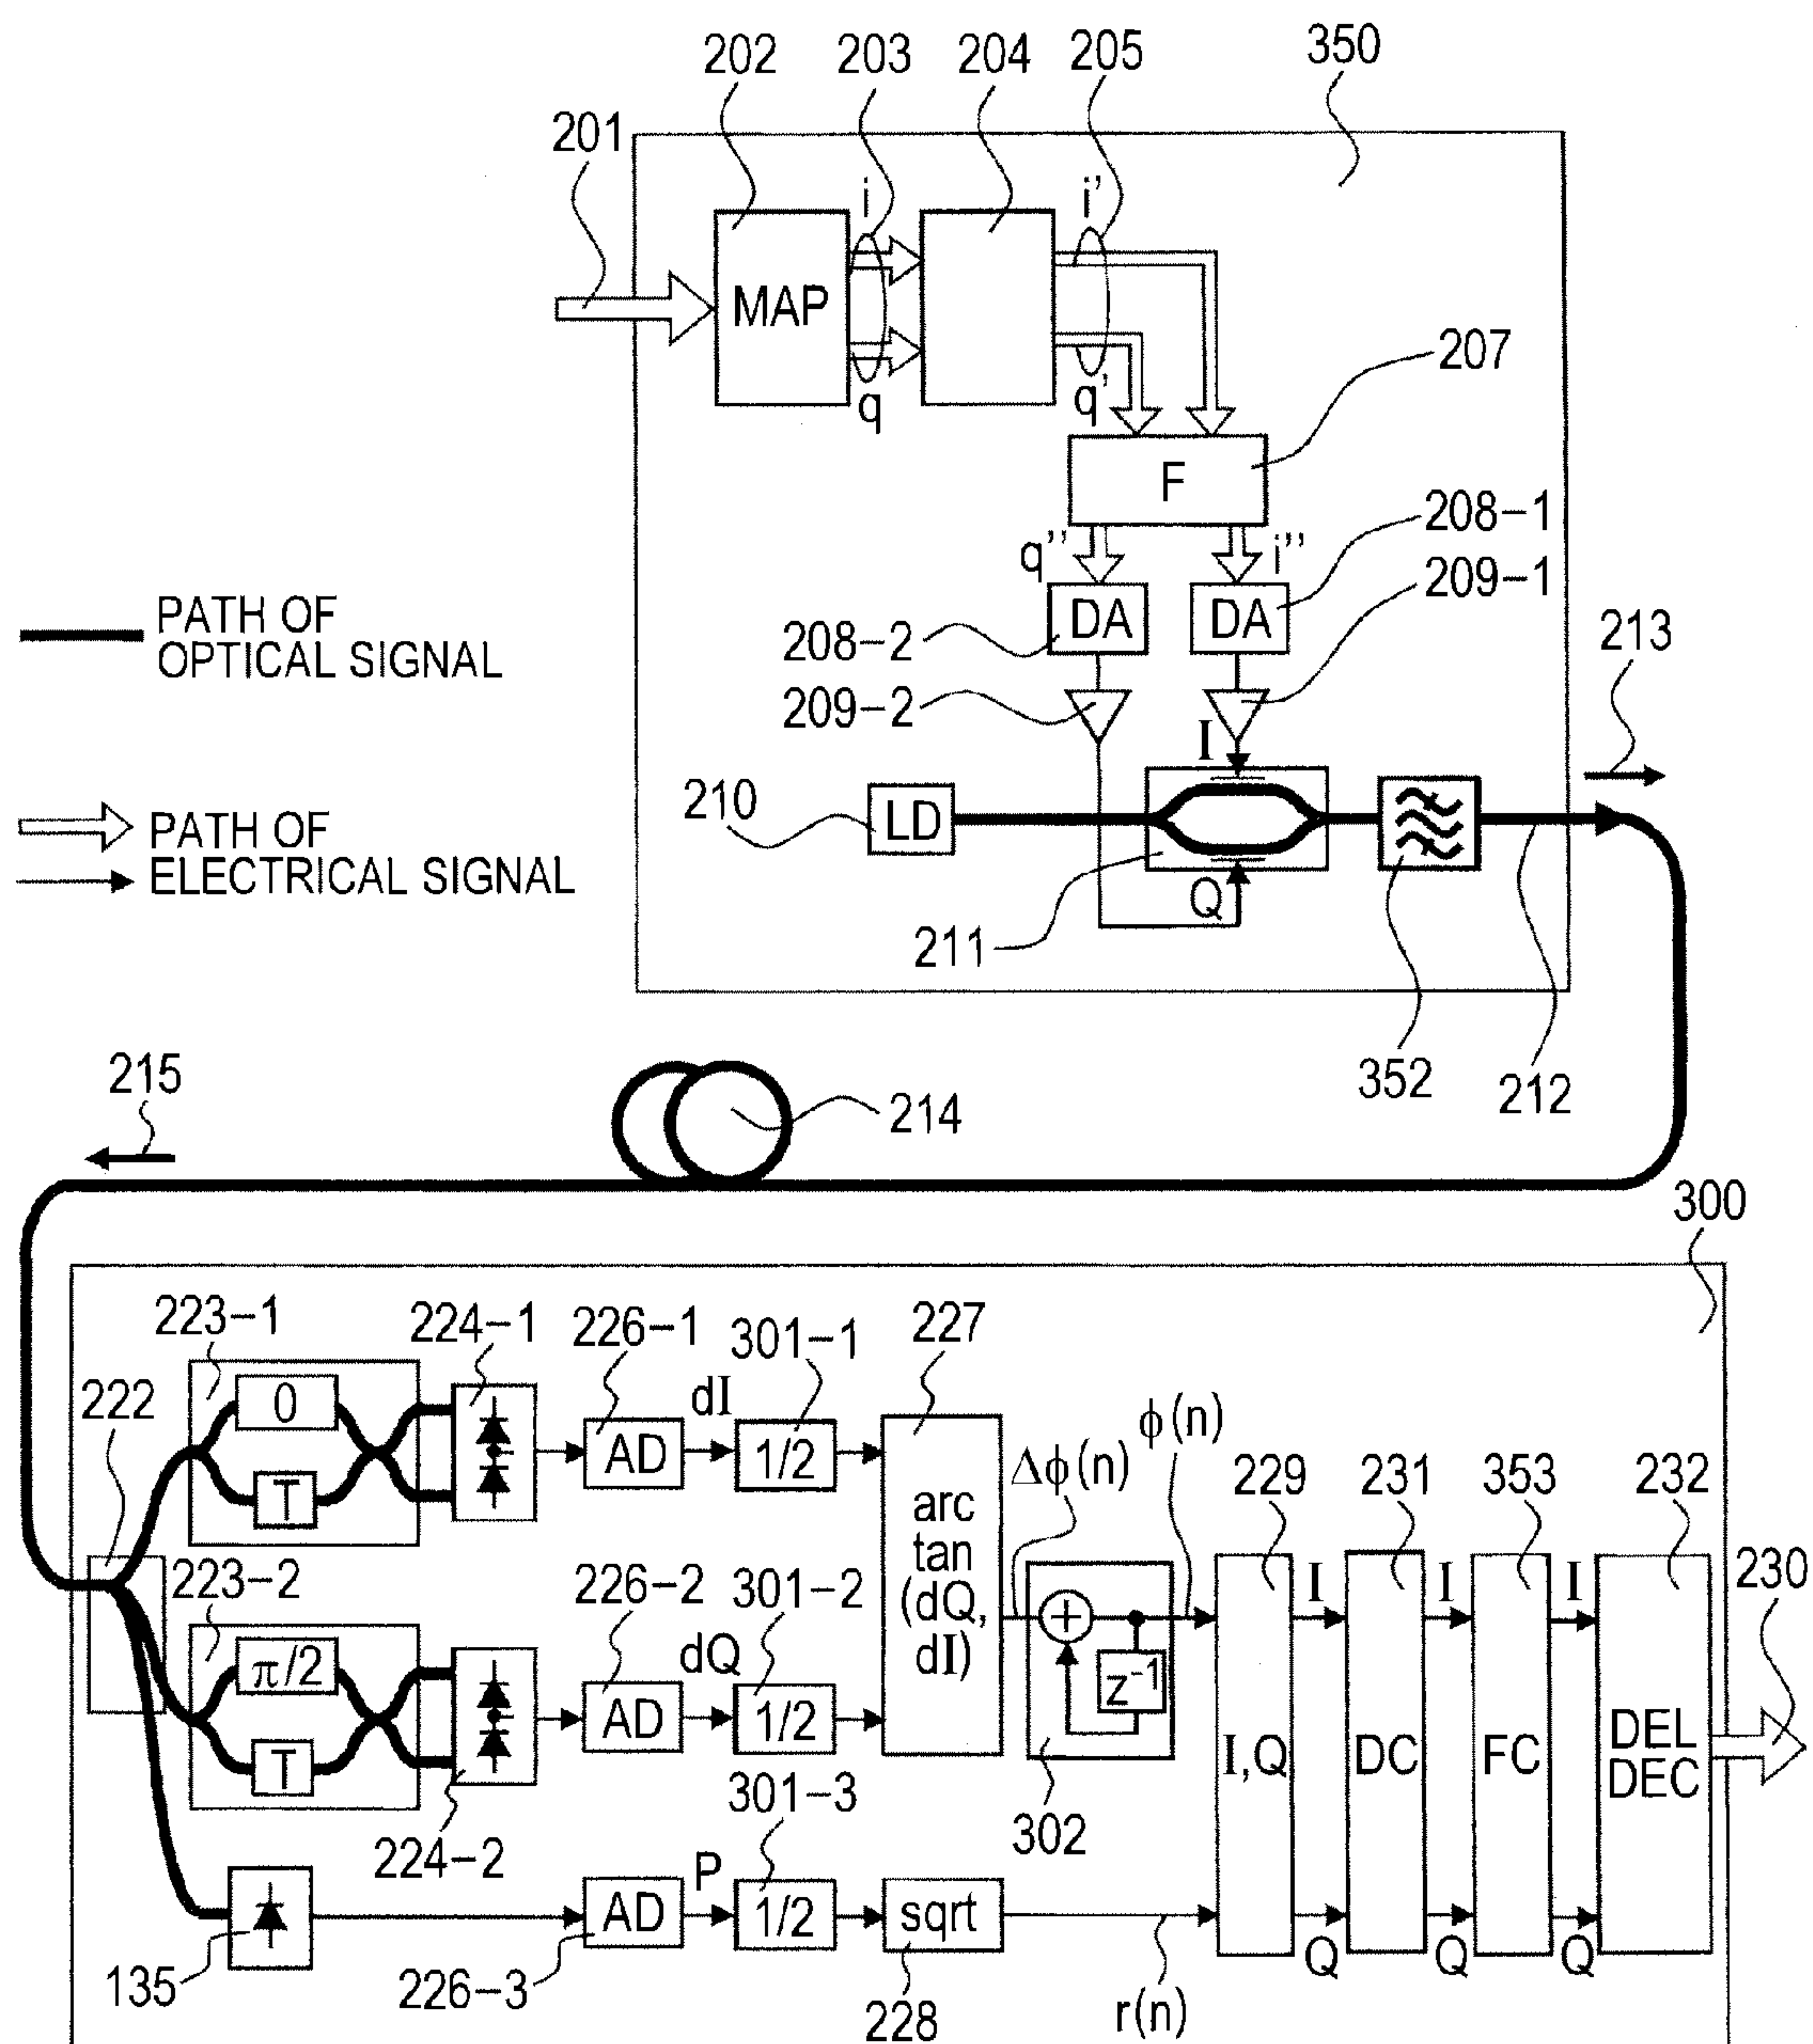 202 203 204 205 350
201
i i'
MAP
q q'
207
F
208-1
q'' i''
209-1
PATH OF
OPTICAL SIGNAL
DA DA
208-2
213
209-2
I
210
LD
PATH OF
ELECTRICAL SIGNAL
Q
211
352 212
215
214
300
223-1 224-1 226-1 301-1 227
222
0
dI
AD 1/2
T
Δϕ(n) ϕ(n)
229 231 353 232
arc
tan
(dQ,
dI)
223-2
226-2 301-2
230
I I I
+
π/2
dQ
z⁻¹
AD 1/2
T
I,Q DC FC DEL
DEC
301-3
302
224-2
P
AD 1/2 sqrt
Q Q Q
135
226-3
228
r(n)